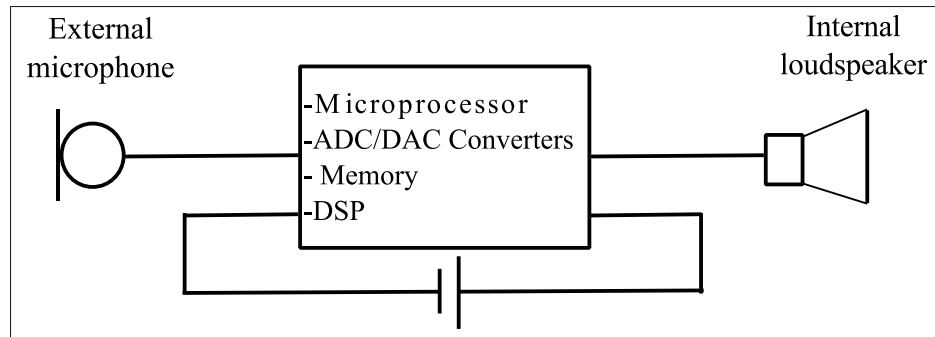 External
microphone
-Microprocessor
-ADC/DAC Converters
- Memory
-DSP
Internal
loudspeaker